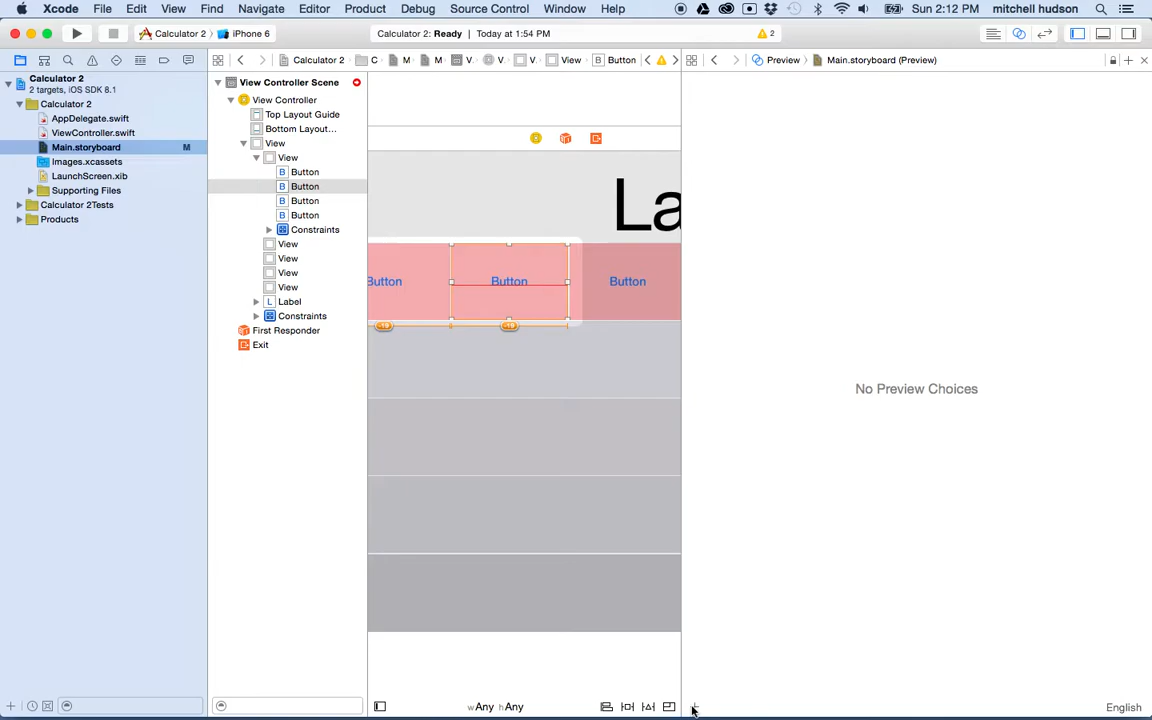 Xcode File Edit View Find Navigate Editor Product Debug Source Control Window Help Sun 2:12 PM mitchell hudson
Calculator 2 iPhone 6 Calculator 2: Ready Today at 1:54 PM 2
Calculator 2 C M V. V. View B Button Preview Main.storyboard (Preview)
Calculator 2
2 targets, iOS SDK 8.1
Calculator 2
AppDelegate.swift
ViewController.swift
Main.storyboard M
Images.xcassets
LaunchScreen.xib
Supporting Files
Calculator 2Tests
Products
View Controller Scene
View Controller
Top Layout Guide
Bottom Layout...
View
View
B Button
B Button
B Button
B Button
Constraints
View
View
View
View
L Label
Constraints
First Responder
Exit
La
Button Button Button
No Preview Choices
wAny hAny
English